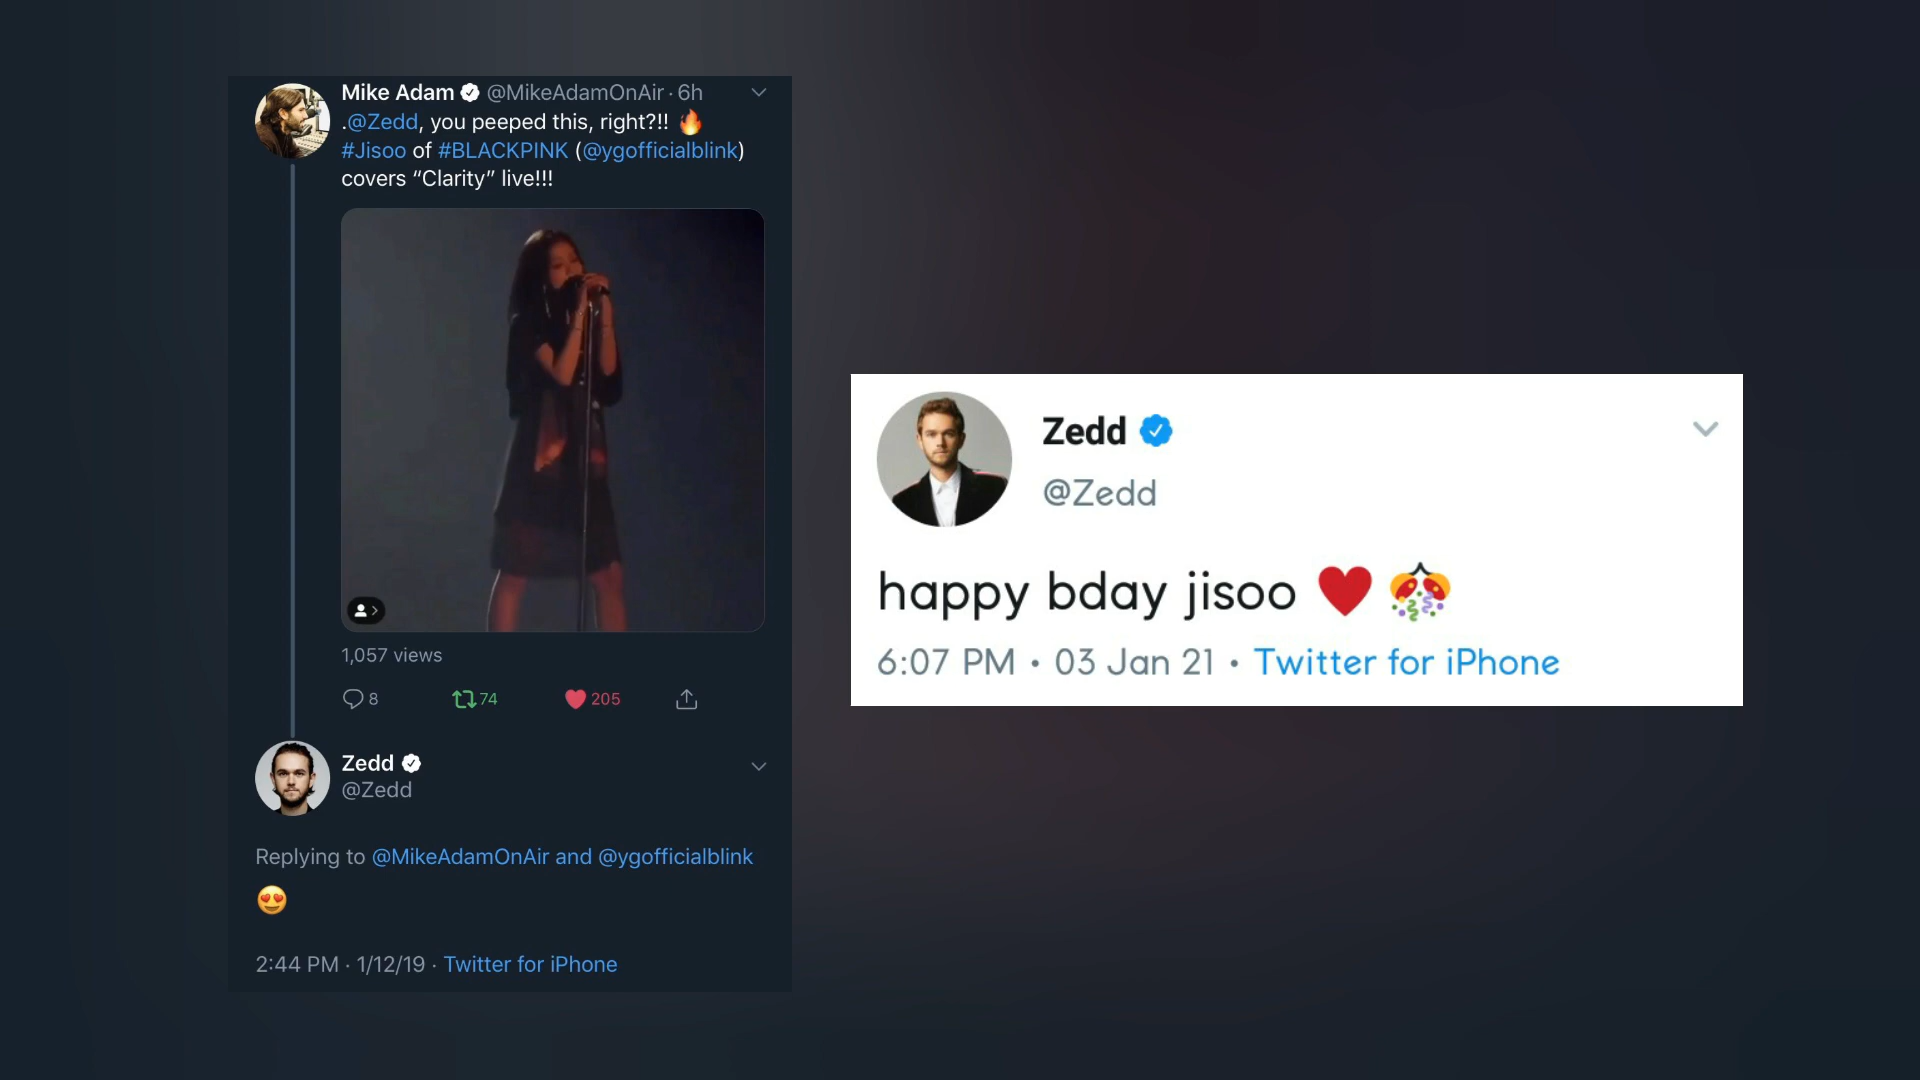 Mike Adam @MikeAdamOnAir · 6h
.@Zedd, you peeped this, right?!! 🔥
#Jisoo of #BLACKPINK (@ygofficialblink)
covers “Clarity” live!!!
1,057 views
8 74 205
Zedd
@Zedd
Replying to @MikeAdamOnAir and @ygofficialblink
😍
2:44 PM · 1/12/19 · Twitter for iPhone
Zedd
@Zedd
happy bday jisoo ❤️ 🎊
6:07 PM • 03 Jan 21 • Twitter for iPhone